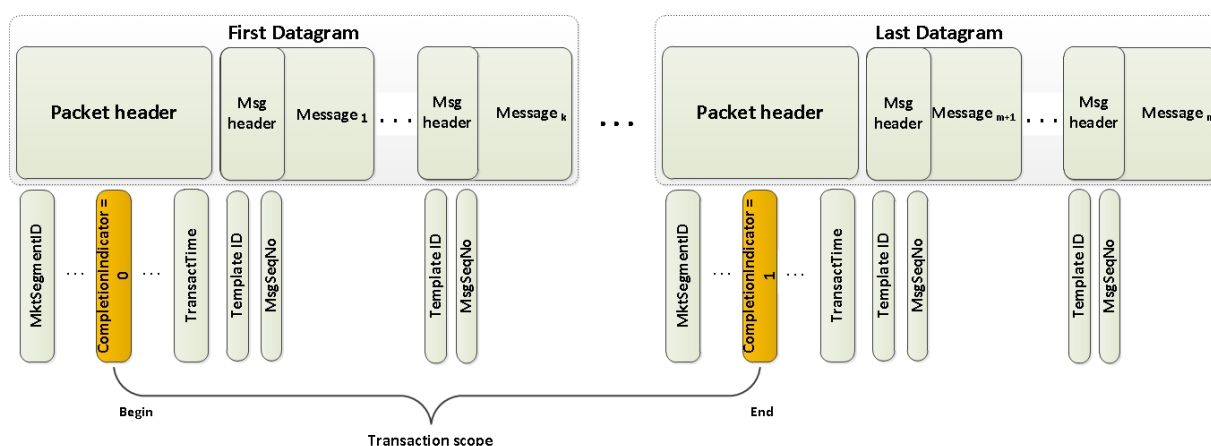 First Datagram
Last Datagram
Packet header
Msg
header
Message 1
...
Msg
header
Message k
...
Packet header
Msg
header
Message m+1
...
Msg
header
Message n
MktSegmentID
...
CompletionIndicator =
0
...
TransactTime
Template ID
MsgSeqNo
Template ID
MsgSeqNo
MktSegmentID
...
CompletionIndicator =
1
...
TransactTime
Template ID
MsgSeqNo
Template ID
MsgSeqNo
Begin
End
Transaction scope